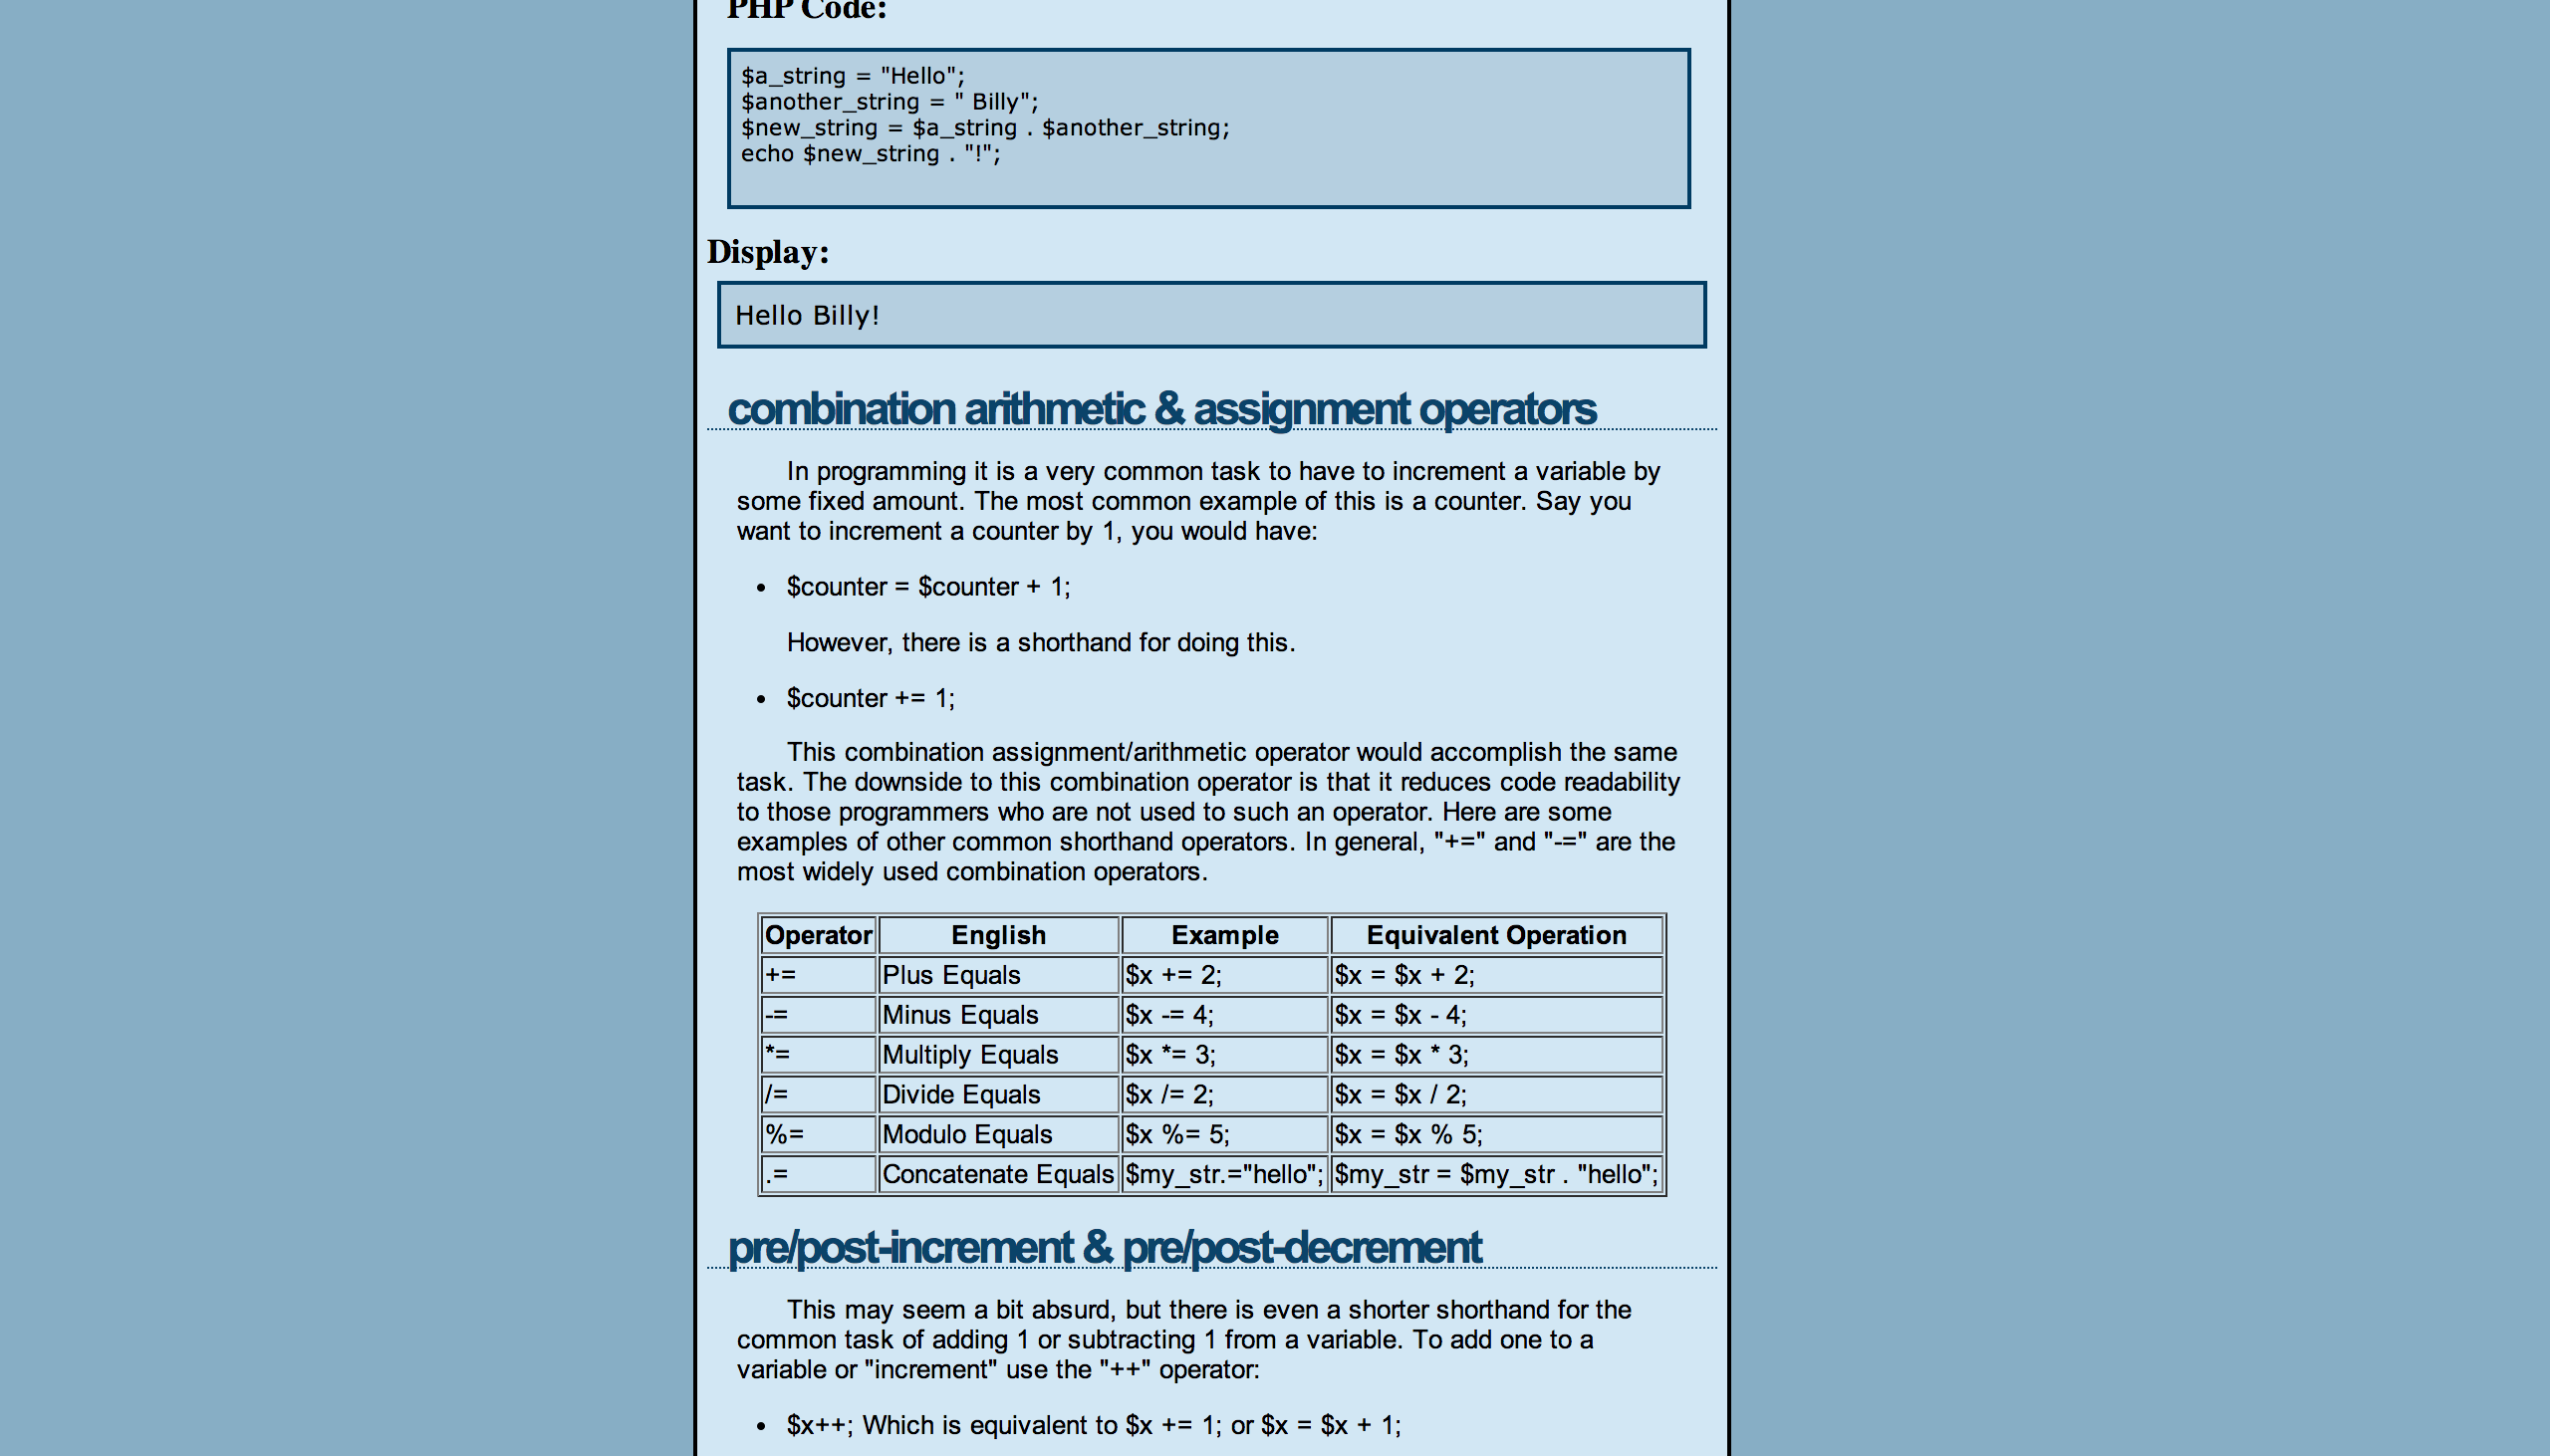 PHP Code:
$a_string = "Hello";
$another_string = " Billy";
$new_string = $a_string . $another_string;
echo $new_string . "!";
Display:
Hello Billy!
combination arithmetic & assignment operators
In programming it is a very common task to have to increment a variable by
some fixed amount. The most common example of this is a counter. Say you
want to increment a counter by 1, you would have:
• $counter = $counter + 1;
However, there is a shorthand for doing this.
• $counter += 1;
This combination assignment/arithmetic operator would accomplish the same
task. The downside to this combination operator is that it reduces code readability
to those programmers who are not used to such an operator. Here are some
examples of other common shorthand operators. In general, "+=" and "-=" are the
most widely used combination operators.
Operator English Example Equivalent Operation
+= Plus Equals $x += 2; $x = $x + 2;
-= Minus Equals $x -= 4; $x = $x - 4;
*= Multiply Equals $x *= 3; $x = $x * 3;
/= Divide Equals $x /= 2; $x = $x / 2;
%= Modulo Equals $x %= 5; $x = $x % 5;
.= Concatenate Equals $my_str.="hello"; $my_str = $my_str . "hello";
pre/post-increment & pre/post-decrement
This may seem a bit absurd, but there is even a shorter shorthand for the
common task of adding 1 or subtracting 1 from a variable. To add one to a
variable or "increment" use the "++" operator:
• $x++; Which is equivalent to $x += 1; or $x = $x + 1;